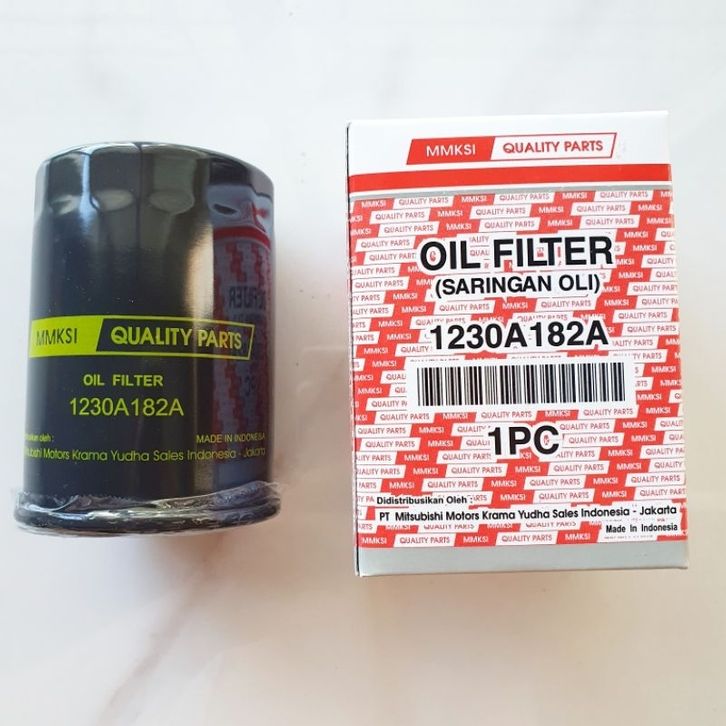 MMKSI QUALITY PARTS
OIL FILTER
1230A182A
MADE IN INDONESIA
Mitsubishi Motors Krama Yudha Sales Indonesia - Jakarta
MMKSI QUALITY PARTS
OIL FILTER
(SARINGAN OLI)
1230A182A
1PC
Didistribusikan Oleh :
PT Mitsubishi Motors Krama Yudha Sales Indonesia - Jakarta
Made In Indonesia